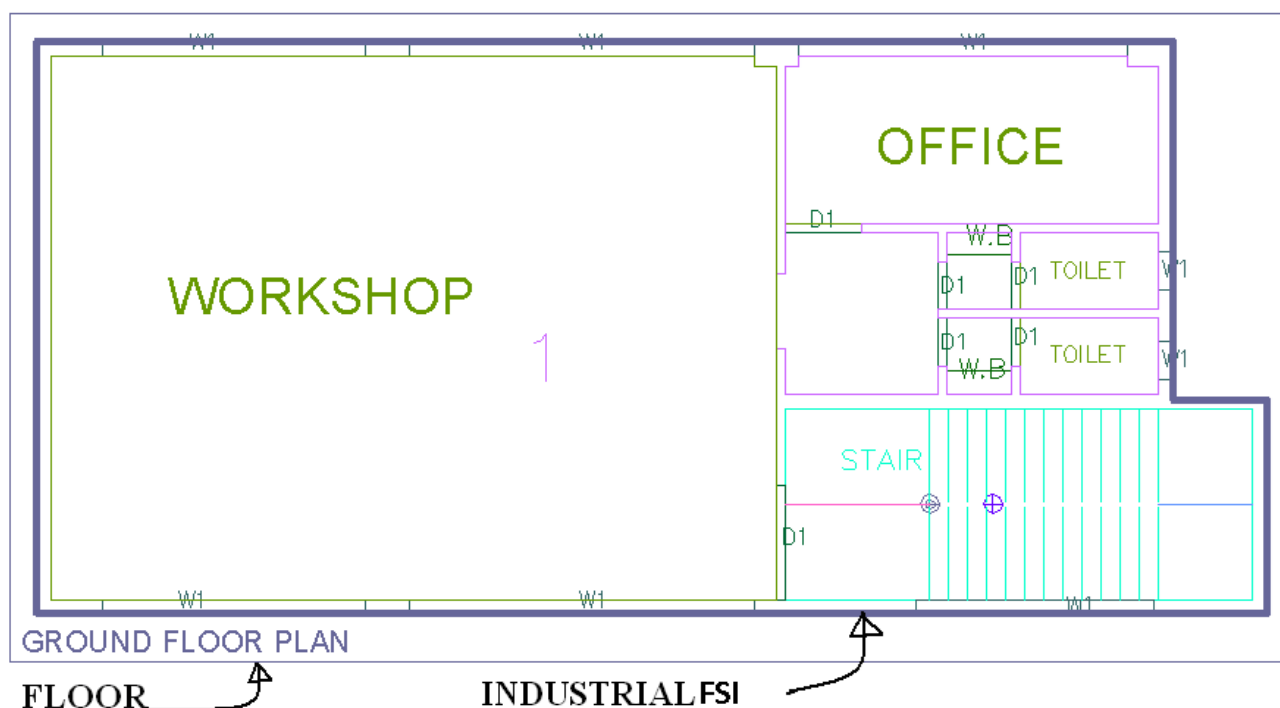 W1 W1 W1
OFFICE
D1
W.B
TOILET W1
D1 D1
WORKSHOP
1
D1 D1
TOILET W1
W.B
STAIR
D1
W1 W1 W1
GROUND FLOOR PLAN
FLOOR INDUSTRIAL FSI